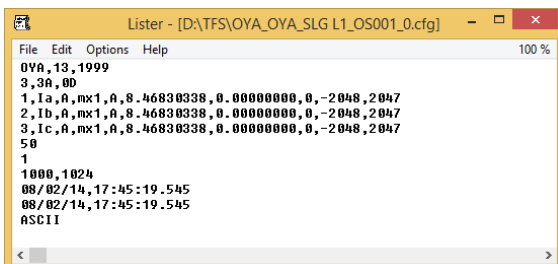 Lister - [D:\TFS\OYA_OYA_SLG L1_OS001_0.cfg]
File Edit Options Help 100 %
OYA,13,1999
3,3A,0D
1,Ia,A,mx1,A,8.46830338,0.00000000,0,-2048,2047
2,Ib,A,mx1,A,8.46830338,0.00000000,0,-2048,2047
3,Ic,A,mx1,A,8.46830338,0.00000000,0,-2048,2047
50
1
1000,1024
08/02/14,17:45:19.545
08/02/14,17:45:19.545
ASCII